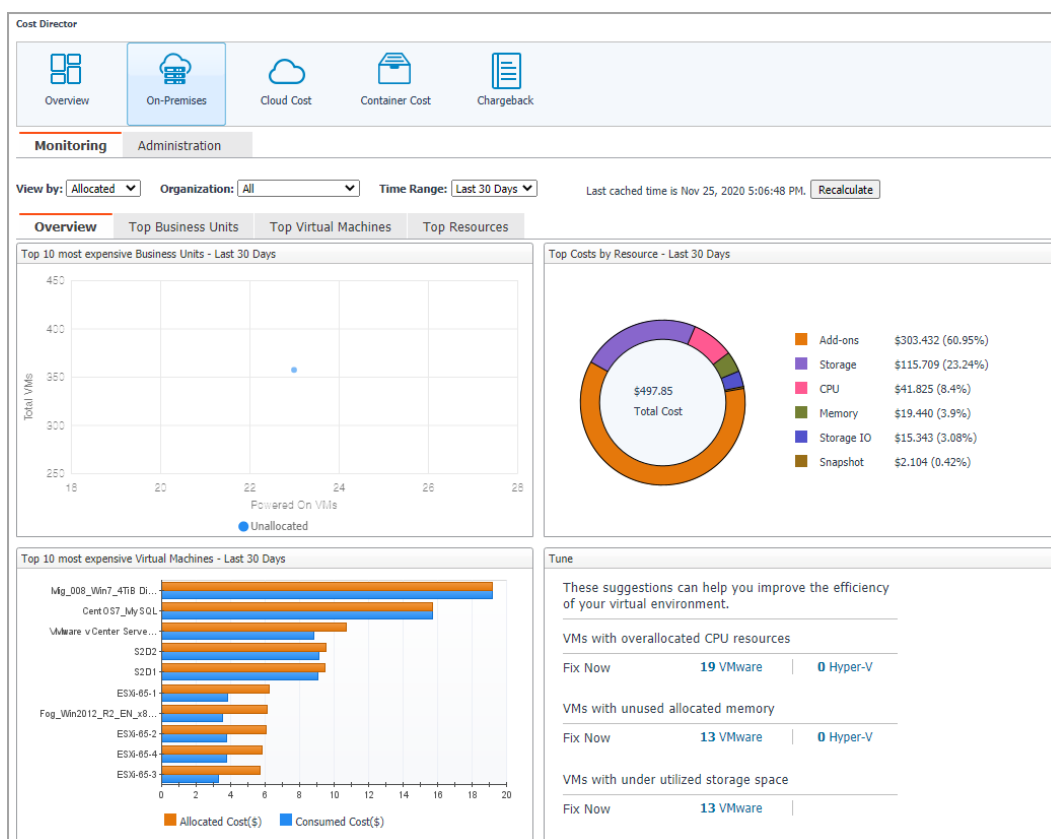 Cost Director
Overview
On-Premises
Cloud Cost
Container Cost
Chargeback
Monitoring
Administration
View by: Allocated Organization: All Time Range: Last 30 Days Last cached time is Nov 25, 2020 5:06:48 PM. Recalculate
Overview
Top Business Units
Top Virtual Machines
Top Resources
Top 10 most expensive Business Units - Last 30 Days
450
400
350
300
250
Total VMs
18 20 22 24 26 28
Powered On VMs
Unallocated
Top Costs by Resource - Last 30 Days
$497.85
Total Cost
Add-ons $303.432 (60.95%)
Storage $115.709 (23.24%)
CPU $41.825 (8.4%)
Memory $19.440 (3.9%)
Storage IO $15.343 (3.08%)
Snapshot $2.104 (0.42%)
Top 10 most expensive Virtual Machines - Last 30 Days
Mig_008_Win7_4TiB Di...
CentOS7_MySQL
VMware vCenter Serve...
S2D2
S2D1
ESXi-65-1
Fog_Win2012_R2_EN_x8...
ESXi-65-2
ESXi-65-4
ESXi-65-3
0 2 4 6 8 10 12 14 16 18 20
Allocated Cost($) Consumed Cost($)
Tune
These suggestions can help you improve the efficiency
of your virtual environment.
VMs with overallocated CPU resources
Fix Now 19 VMware 0 Hyper-V
VMs with unused allocated memory
Fix Now 13 VMware 0 Hyper-V
VMs with under utilized storage space
Fix Now 13 VMware